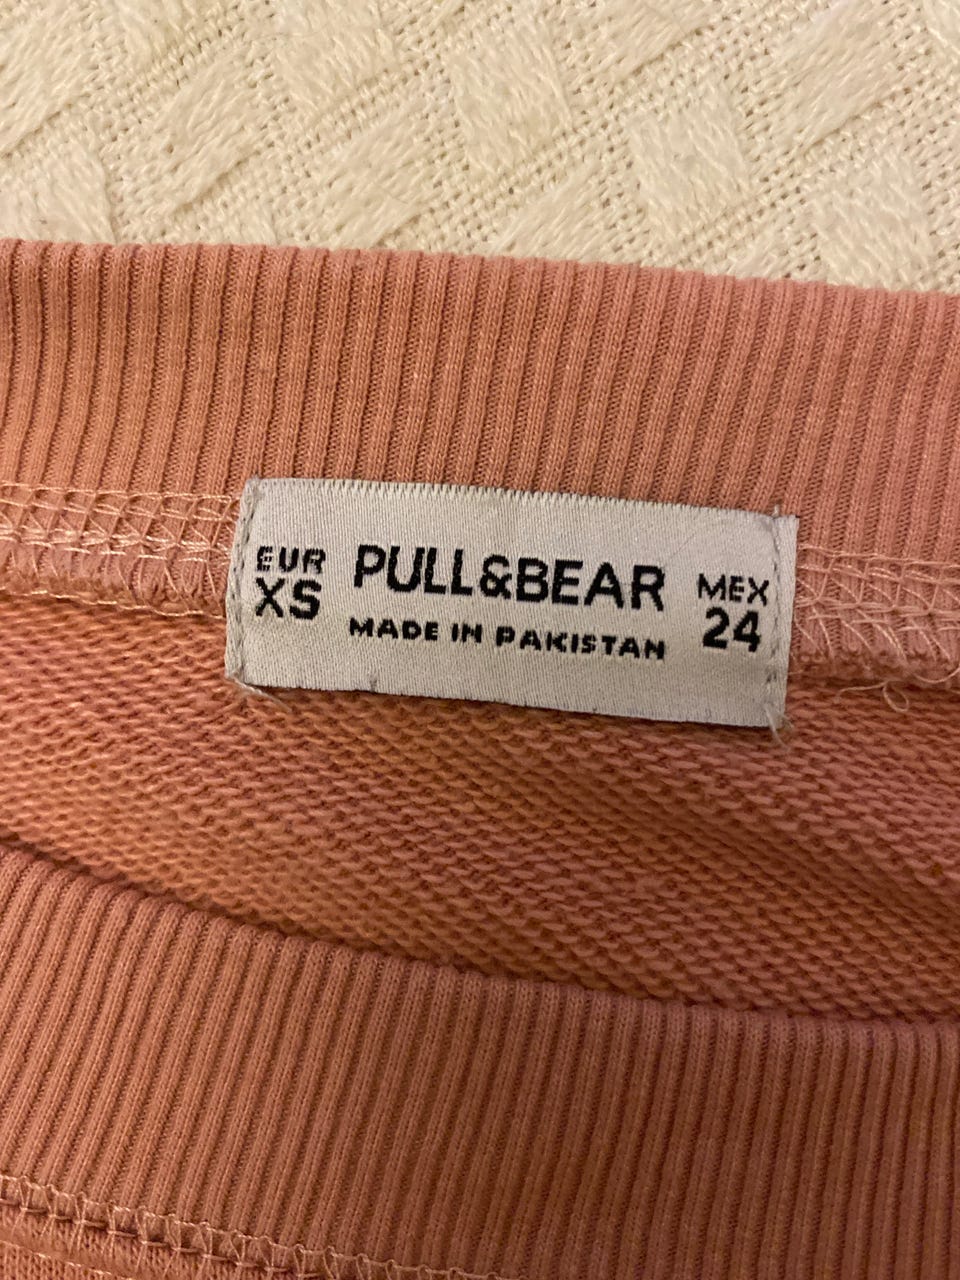 EUR
XS
PULL&BEAR
MADE IN PAKISTAN
MEX
24